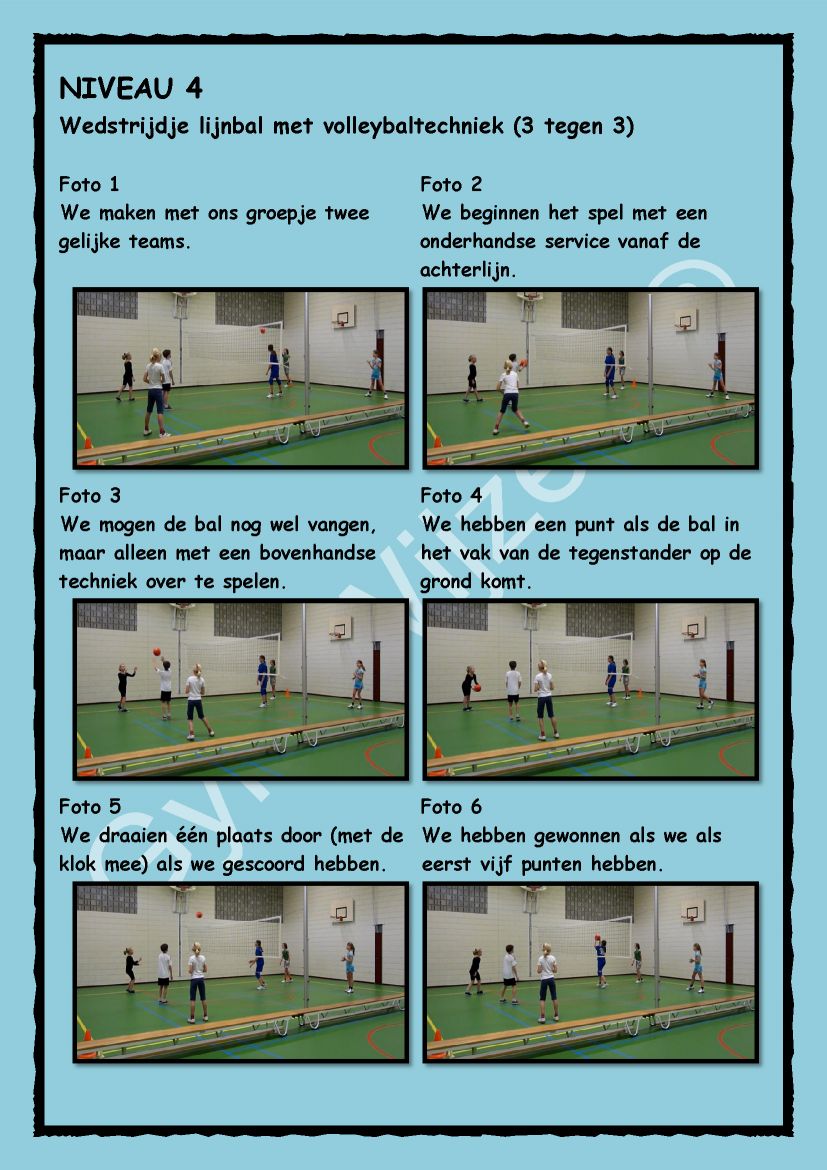 NIVEAU 4
Wedstrijdje lijnbal met volleybaltechniek (3 tegen 3)
Foto 1
We maken met ons groepje twee
gelijke teams.
Foto 2
We beginnen het spel met een
onderhandse service vanaf de
achterlijn.
Foto 3
We mogen de bal nog wel vangen,
maar alleen met een bovenhandse
techniek over te spelen.
Foto 4
We hebben een punt als de bal in
het vak van de tegenstander op de
grond komt.
Foto 5
We draaien één plaats door (met de
klok mee) als we gescoord hebben.
Foto 6
We hebben gewonnen als we als
eerst vijf punten hebben.